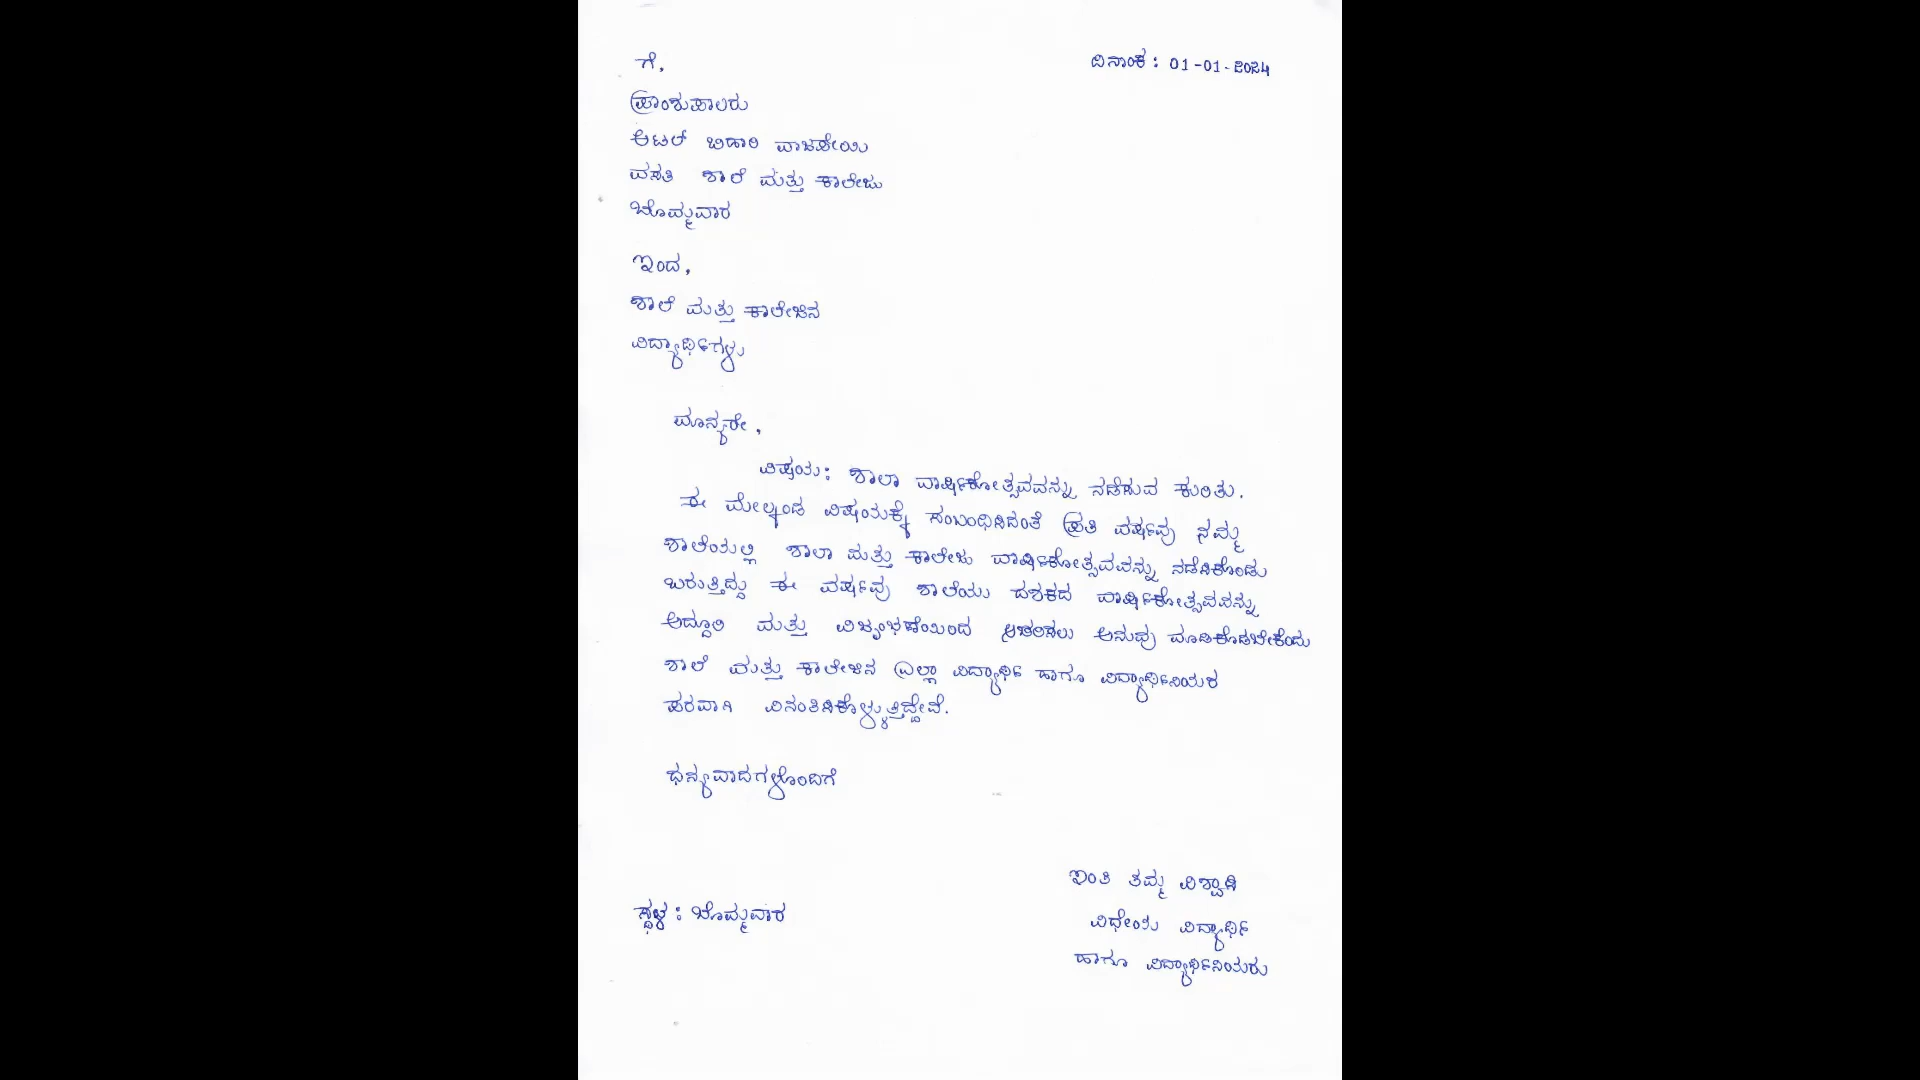 ಗೆ,
ದಿನಾಂಕ : 01-01-2024
ಪ್ರಾಂಶುಪಾಲರು
ಅಟಲ್ ಬಿಹಾರಿ ವಾಜಪೇಯಿ
ವಸತಿ ಶಾಲೆ ಮತ್ತು ಕಾಲೇಜು
ಬೊಮ್ಮವಾರ
ಇಂದ,
ಶಾಲೆ ಮತ್ತು ಕಾಲೇಜಿನ
ವಿದ್ಯಾರ್ಥಿಗಳು
ಮಾನ್ಯರೇ,
ವಿಷಯ: ಶಾಲಾ ವಾರ್ಷಿಕೋತ್ಸವವನ್ನು ನಡೆಸುವ ಕುರಿತು.
ಈ ಮೇಲ್ಕಂಡ ವಿಷಯಕ್ಕೆ ಸಂಬಂಧಿಸಿದಂತೆ ಪ್ರತಿ ವರ್ಷವು ನಮ್ಮ
ಶಾಲೆಯಲ್ಲಿ ಶಾಲಾ ಮತ್ತು ಕಾಲೇಜು ವಾರ್ಷಿಕೋತ್ಸವವನ್ನು ನಡೆಸಿಕೊಂಡು
ಬರುತ್ತಿದ್ದು ಈ ವರ್ಷವು ಶಾಲೆಯು ದಶಕದ ವಾರ್ಷಿಕೋತ್ಸವವನ್ನು
ಅದ್ದೂರಿ ಮತ್ತು ವಿಜೃಂಭಣೆಯಿಂದ ಆಚರಿಸಲು ಅನುವು ಮಾಡಿಕೊಡಬೇಕೆಂದು
ಶಾಲೆ ಮತ್ತು ಕಾಲೇಜಿನ ಎಲ್ಲಾ ವಿದ್ಯಾರ್ಥಿ ಹಾಗೂ ವಿದ್ಯಾರ್ಥಿನಿಯರ
ಪರವಾಗಿ ವಿನಂತಿಸಿಕೊಳ್ಳುತ್ತಿದ್ದೇವೆ.
ಧನ್ಯವಾದಗಳೊಂದಿಗೆ
ಇಂತಿ ತಮ್ಮ ವಿಶ್ವಾಸಿ
ಸ್ಥಳ : ಬೊಮ್ಮವಾರ
ವಿಧೇಯ ವಿದ್ಯಾರ್ಥಿ
ಹಾಗೂ ವಿದ್ಯಾರ್ಥಿನಿಯರು